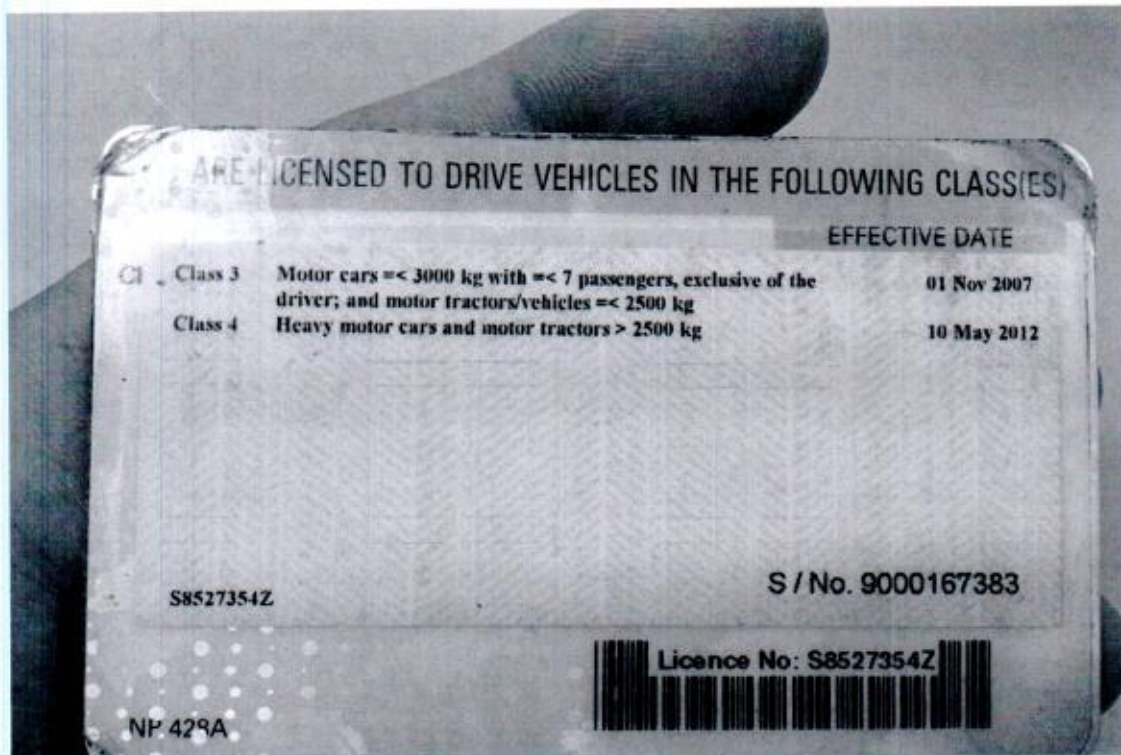 ARE LICENSED TO DRIVE VEHICLES IN THE FOLLOWING CLASS(ES)
EFFECTIVE DATE
Class 3 Motor cars =< 3000 kg with =< 7 passengers, exclusive of the 01 Nov 2007
driver; and motor tractors/vehicles =< 2500 kg
Class 4 Heavy motor cars and motor tractors > 2500 kg 10 May 2012
S / No. 9000167383
S8527354Z
Licence No: S8527354Z
NP 428A